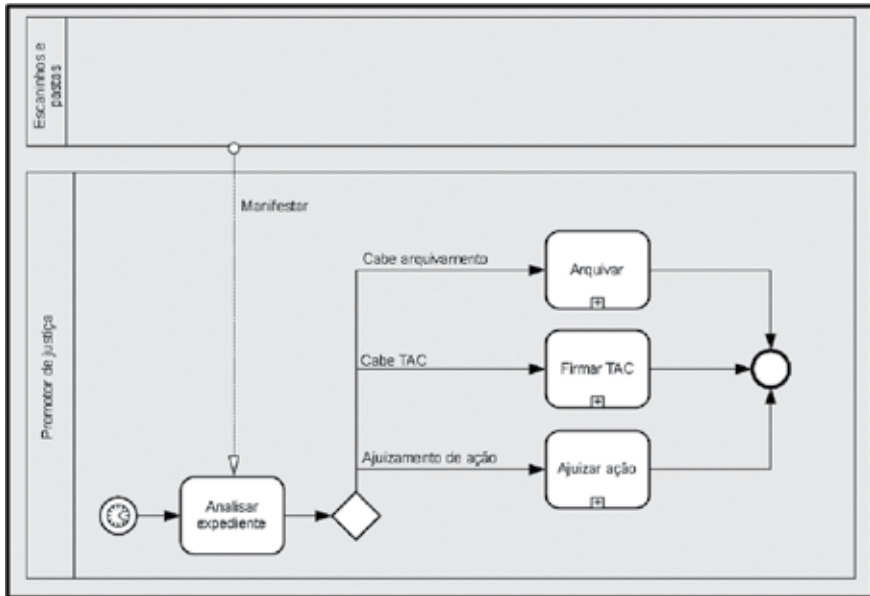 Escaninhos e
pastas
Manifestar
Promotor de justiça
Cabe arquivamento
Arquivar
Cabe TAC
Firmar TAC
Ajuizamento de ação
Ajuizar ação
Analisar
expediente